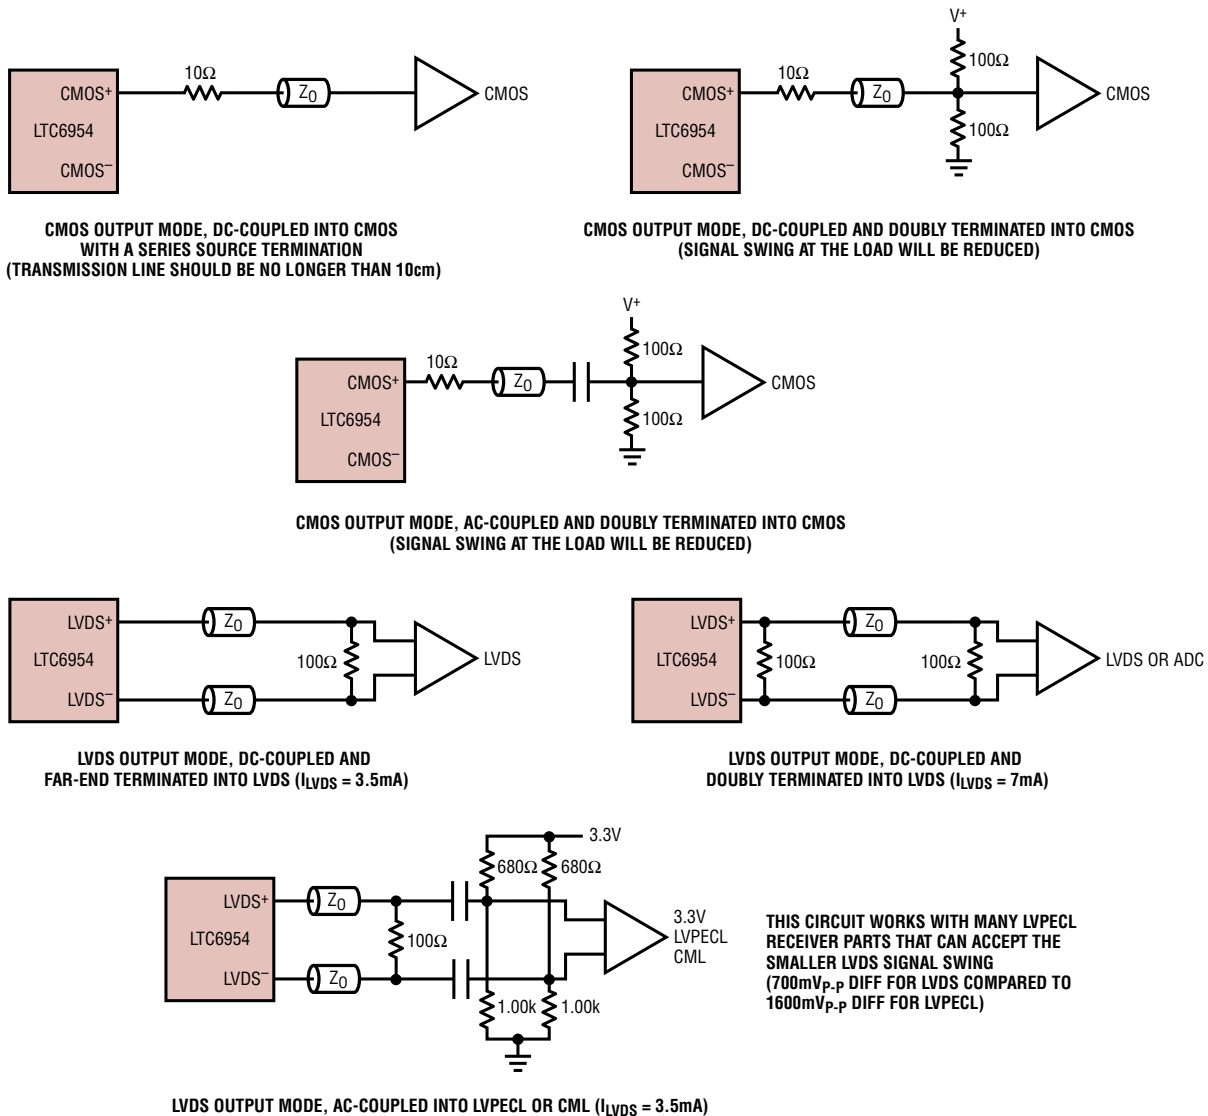 10Ω
Z0
CMOS+
LTC6954
CMOS–
CMOS
CMOS OUTPUT MODE, DC-COUPLED INTO CMOS
WITH A SERIES SOURCE TERMINATION
(TRANSMISSION LINE SHOULD BE NO LONGER THAN 10cm)
V+
100Ω
10Ω
Z0
CMOS+
LTC6954
CMOS–
CMOS
100Ω
CMOS OUTPUT MODE, DC-COUPLED AND DOUBLY TERMINATED INTO CMOS
(SIGNAL SWING AT THE LOAD WILL BE REDUCED)
V+
100Ω
10Ω
Z0
CMOS+
LTC6954
CMOS–
CMOS
100Ω
CMOS OUTPUT MODE, AC-COUPLED AND DOUBLY TERMINATED INTO CMOS
(SIGNAL SWING AT THE LOAD WILL BE REDUCED)
LVDS+
Z0
LTC6954
100Ω
LVDS
LVDS–
Z0
LVDS OUTPUT MODE, DC-COUPLED AND
FAR-END TERMINATED INTO LVDS (ILVDS = 3.5mA)
LVDS+
Z0
LTC6954
100Ω
100Ω
LVDS OR ADC
LVDS–
Z0
LVDS OUTPUT MODE, DC-COUPLED AND
DOUBLY TERMINATED INTO LVDS (ILVDS = 7mA)
3.3V
680Ω
680Ω
LVDS+
Z0
LTC6954
100Ω
LVDS–
Z0
1.00k
1.00k
3.3V
LVPECL
CML
THIS CIRCUIT WORKS WITH MANY LVPECL
RECEIVER PARTS THAT CAN ACCEPT THE
SMALLER LVDS SIGNAL SWING
(700mVP-P DIFF FOR LVDS COMPARED TO
1600mVP-P DIFF FOR LVPECL)
LVDS OUTPUT MODE, AC-COUPLED INTO LVPECL OR CML (ILVDS = 3.5mA)